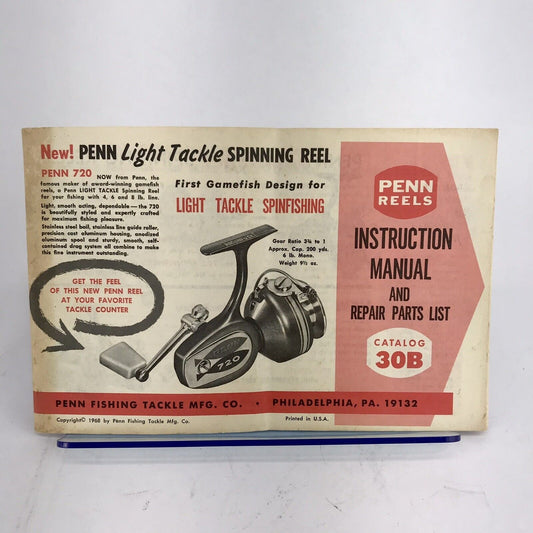 New! PENN Light Tackle SPINNING REEL
PENN 720 NOW from Penn, the
famous maker of award-winning gamefish
reels, a Penn LIGHT TACKLE Spinning Reel
for your fishing with 4, 6 and 8 lb. line.
Light, smooth acting, dependable—the 720
is beautifully styled and expertly crafted
for maximum fishing pleasure.
Stainless steel bail, stainless line guide roller,
precision cast aluminum housing, anodized
aluminum spool and sturdy, smooth, self-
contained drag system all combine to make
this fine instrument outstanding.
GET THE FEEL
OF THIS NEW PENN REEL
AT YOUR FAVORITE
TACKLE COUNTER
First Gamefish Design for
LIGHT TACKLE SPINFISHING
Gear Ratio 3¾ to 1
Approx. Cap. 200 yds.
6 lb. Mono.
Weight 9½ oz.
720
PENN
REELS
INSTRUCTION
MANUAL
AND
REPAIR PARTS LIST
CATALOG
30B
PENN FISHING TACKLE MFG. CO. • PHILADELPHIA, PA. 19132
Copyright© 1968 by Penn Fishing Tackle Mfg. Co.
Printed in U.S.A.